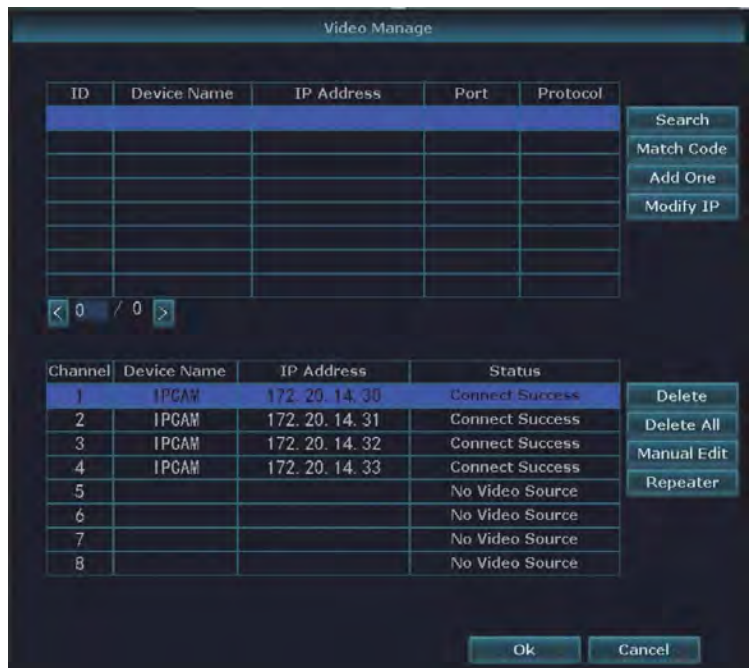 Video Manage
ID Device Name IP Address Port Protocol
Search
Match Code
Add One
Modify IP
< 0 / 0 >
Channel Device Name IP Address Status
1 IPCAM 172. 20. 14. 30 Connect Success
Delete
2 IPCAM 172. 20. 14. 31 Connect Success
Delete All
3 IPCAM 172. 20. 14. 32 Connect Success
Manual Edit
4 IPCAM 172. 20. 14. 33 Connect Success
Repeater
5 No Video Source
6 No Video Source
7 No Video Source
8 No Video Source
Ok Cancel